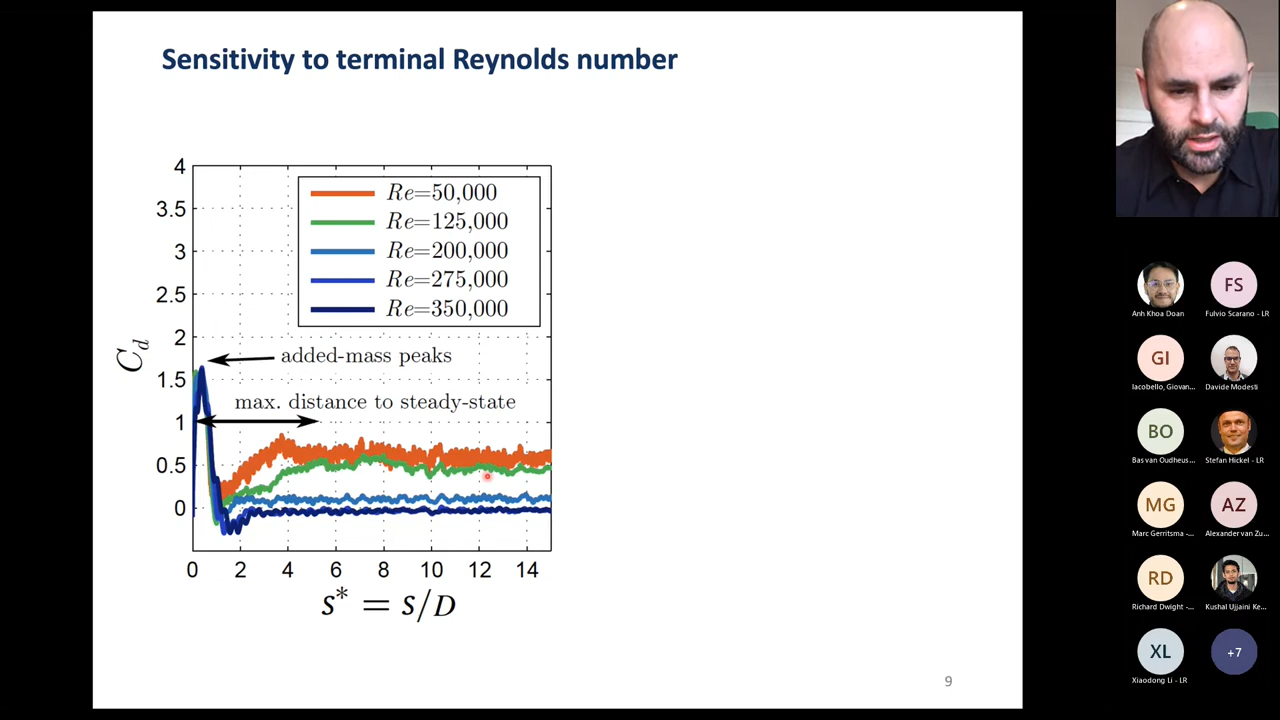 Sensitivity to terminal Reynolds number
4
3.5
3
2.5
2
1.5
1
0.5
0
C_d
Re=50,000
Re=125,000
Re=200,000
Re=275,000
Re=350,000
added-mass peaks
max. distance to steady-state
0 2 4 6 8 10 12 14
s* = s/D
9
Anh Khoa Doan
FS
Fulvio Scarano - LR
GI
Iacobello, Giovan...
Davide Modesti
BO
Bas van Oudheus...
Stefan Hickel - LR
MG
Marc Gerritsma -...
AZ
Alexander van Zu...
RD
Richard Dwight -...
Kushal Ujjaini Ke...
XL
Xiaodong Li - LR
+7